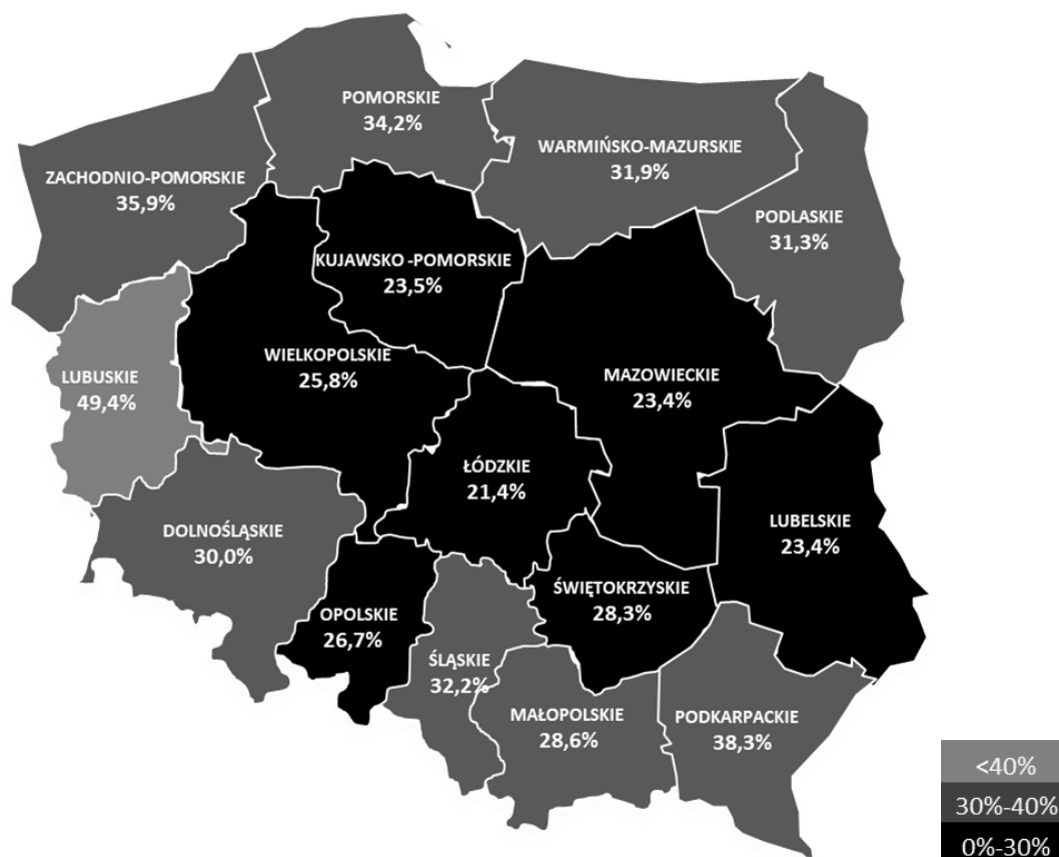 POMORSKIE
34,2%
WARMIŃSKO-MAZURSKIE
31,9%
ZACHODNIO-POMORSKIE
35,9%
PODLASKIE
31,3%
KUJAWSKO -POMORSKIE
23,5%
WIELKOPOLSKIE
25,8%
MAZOWIECKIE
23,4%
LUBUSKIE
49,4%
ŁÓDZKIE
21,4%
LUBELSKIE
23,4%
DOLNOŚLĄSKIE
30,0%
ŚWIĘTOKRZYSKIE
28,3%
OPOLSKIE
26,7%
ŚLĄSKIE
32,2%
MAŁOPOLSKIE
28,6%
PODKARPACKIE
38,3%
<40%
30%-40%
0%-30%